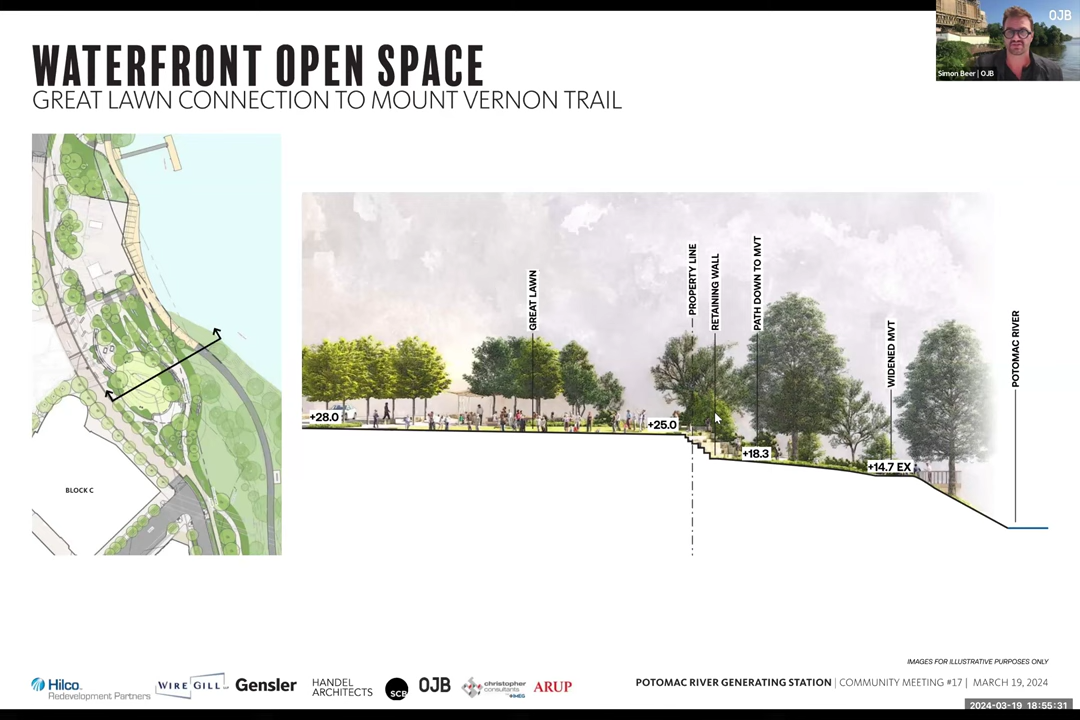 WATERFRONT OPEN SPACE
GREAT LAWN CONNECTION TO MOUNT VERNON TRAIL
OJB
Simon Beer | OJB
BLOCK C
GREAT LAWN
PROPERTY LINE
RETAINING WALL
PATH DOWN TO MVT
WIDENED MVT
POTOMAC RIVER
+28.0
+25.0
+18.3
+14.7 EX
IMAGES FOR ILLUSTRATIVE PURPOSES ONLY
Hilco
Redevelopment Partners
WIRE GILL
Gensler
HANDEL
ARCHITECTS
SCB
OJB
christopher
consultants
ARUP
POTOMAC RIVER GENERATING STATION | COMMUNITY MEETING #17 | MARCH 19, 2024
2024-03-19 18:55:31